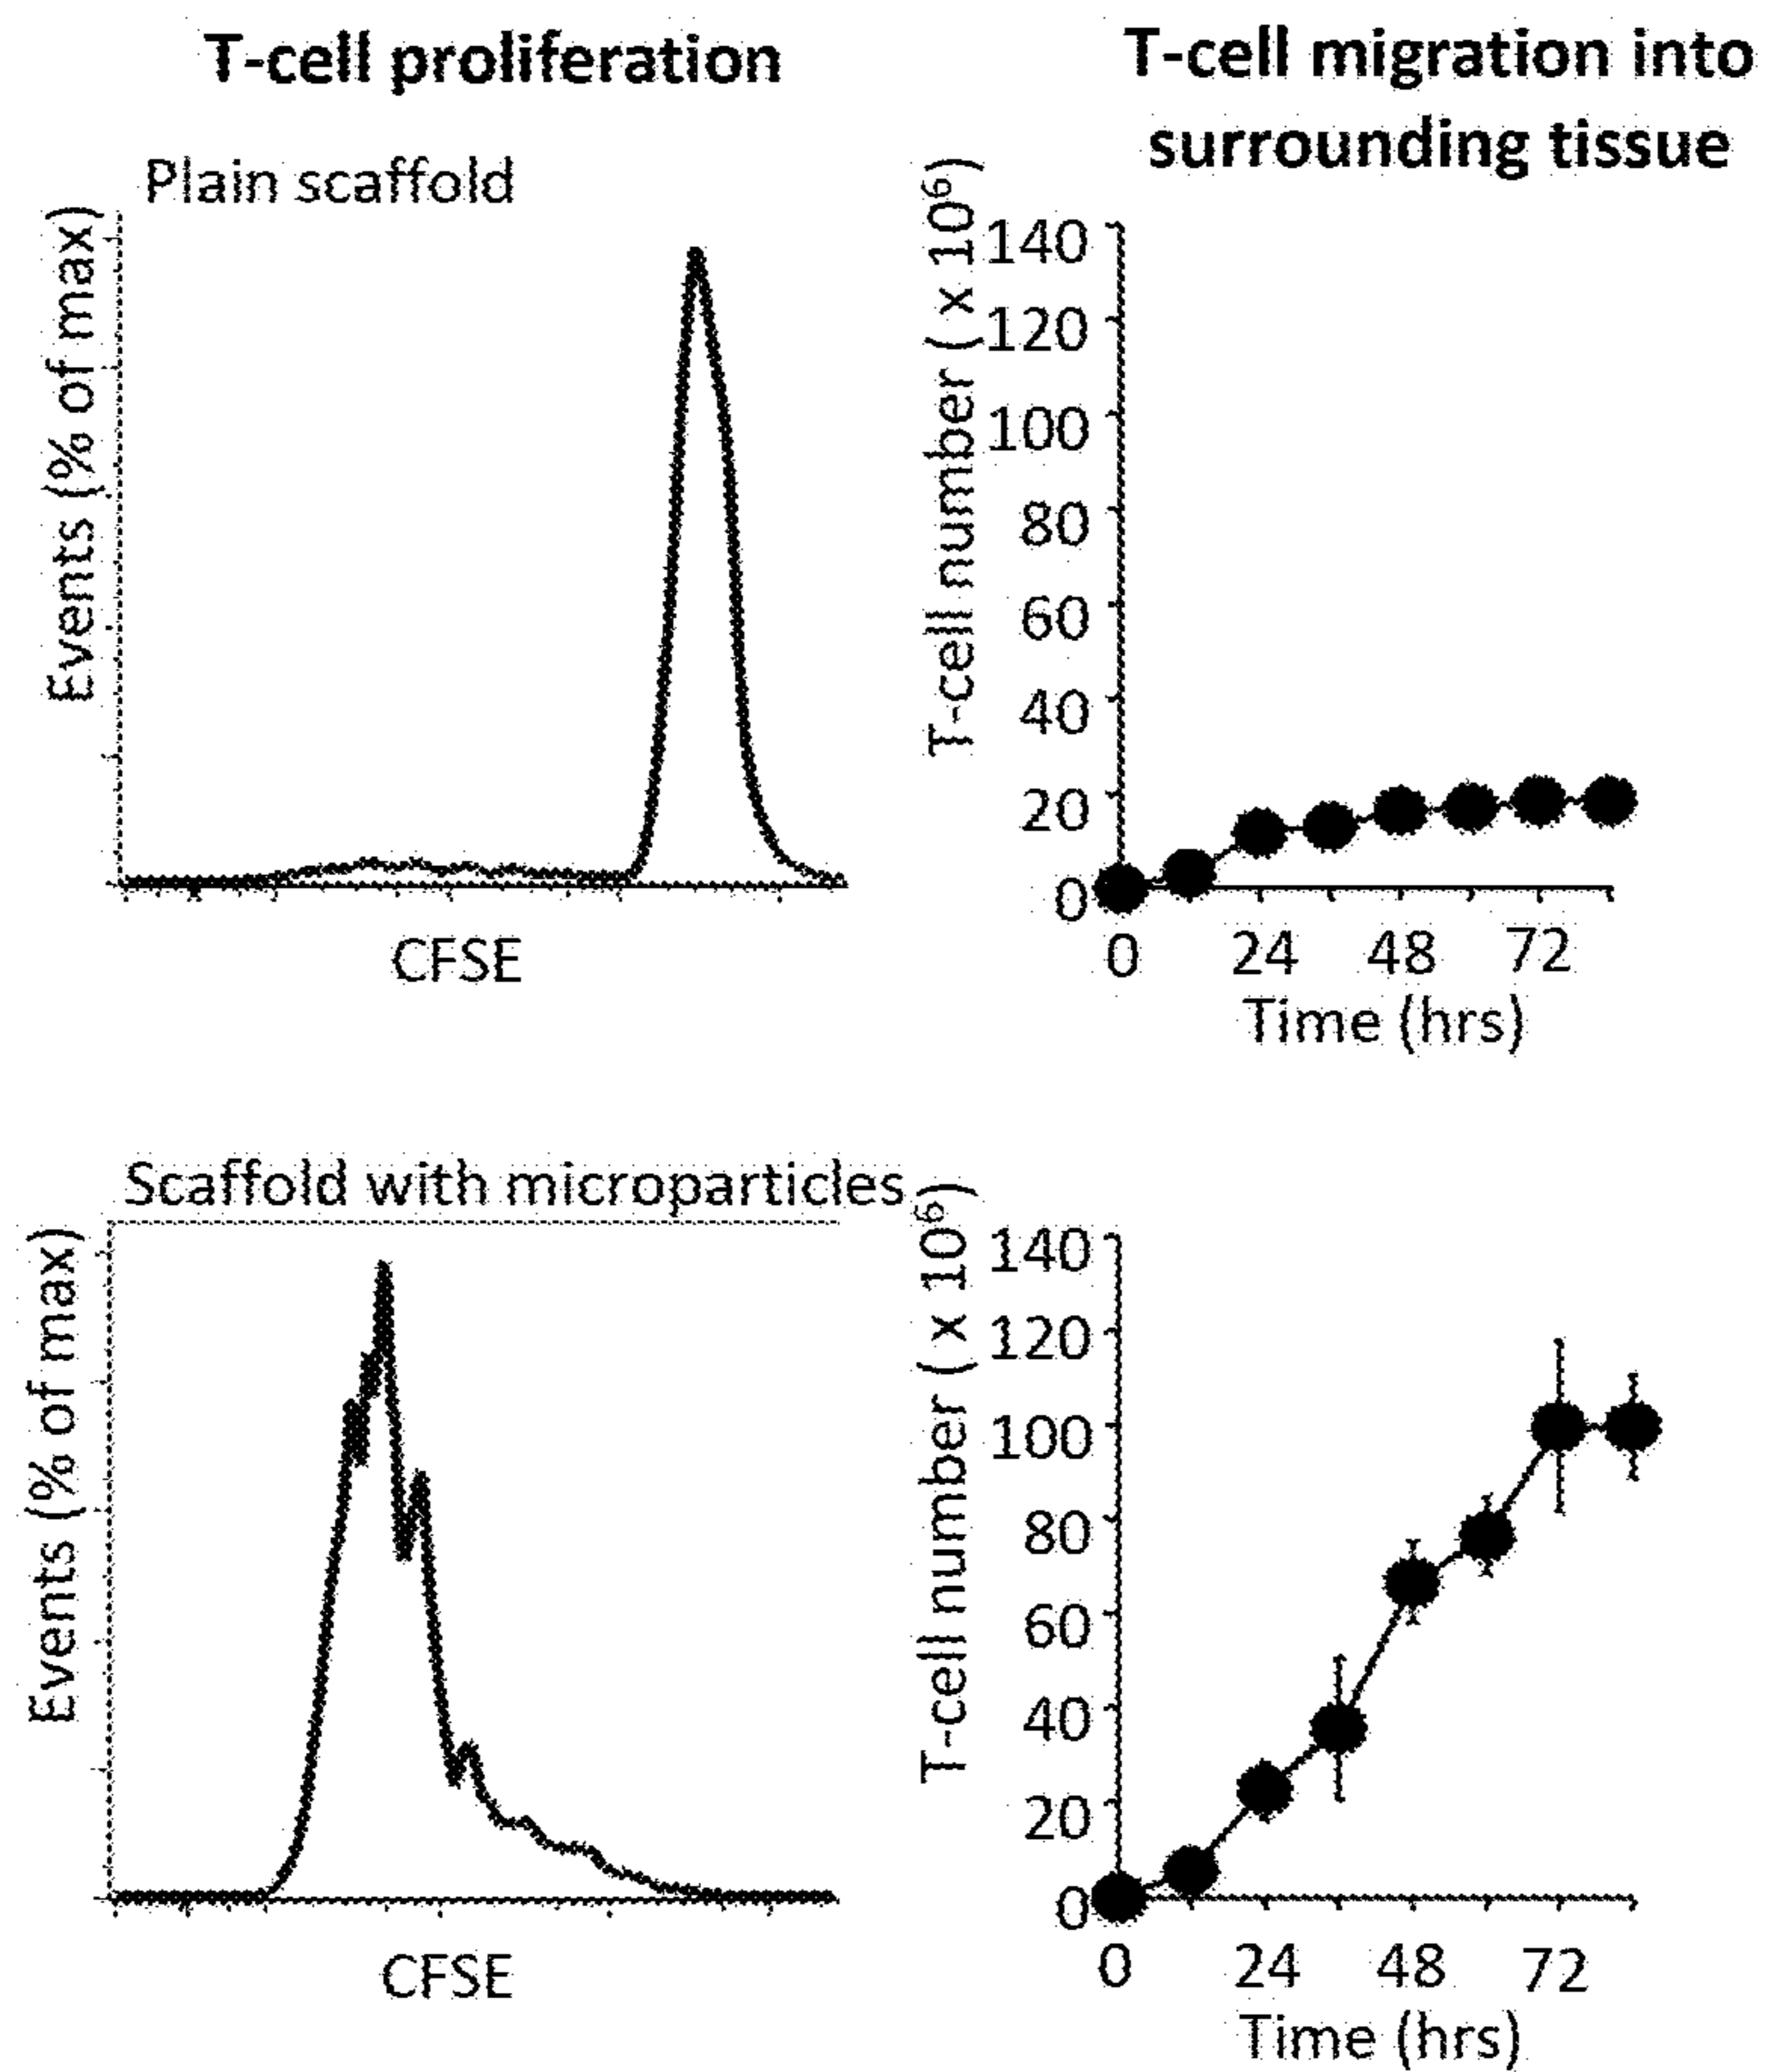 T-cell proliferation
T-cell migration into
surrounding tissue
Plain scaffold
Events (% of max)
CFSE
T-cell number (x 10⁶)
140
120
100
80
60
40
20
0
0 24 48 72
Time (hrs)
Scaffold with microparticles
Events (% of max)
CFSE
T-cell number (x 10⁶)
140
120
100
80
60
40
20
0
0 24 48 72
Time (hrs)